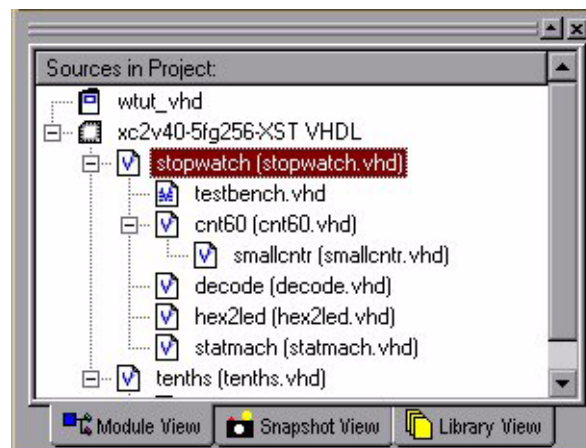 Sources in Project:
wtut_vhd
xc2v40-5fg256-XST VHDL
stopwatch (stopwatch.vhd)
testbench.vhd
cnt60 (cnt60.vhd)
smallcntr (smallcntr.vhd)
decode (decode.vhd)
hex2led (hex2led.vhd)
statmach (statmach.vhd)
tenths (tenths.vhd)
Module View Snapshot View Library View